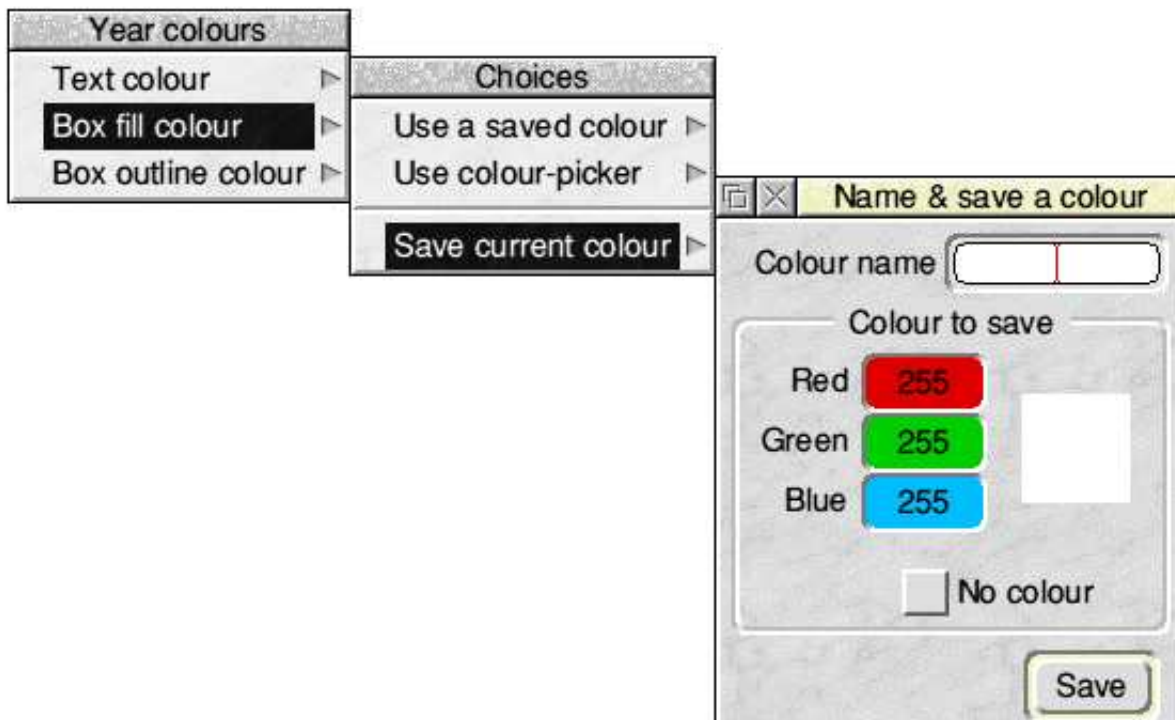 Year colours
Text colour
Box fill colour
Box outline colour
Choices
Use a saved colour
Use colour-picker
Save current colour
Name & save a colour
Colour name
Colour to save
Red 255
Green 255
Blue 255
No colour
Save